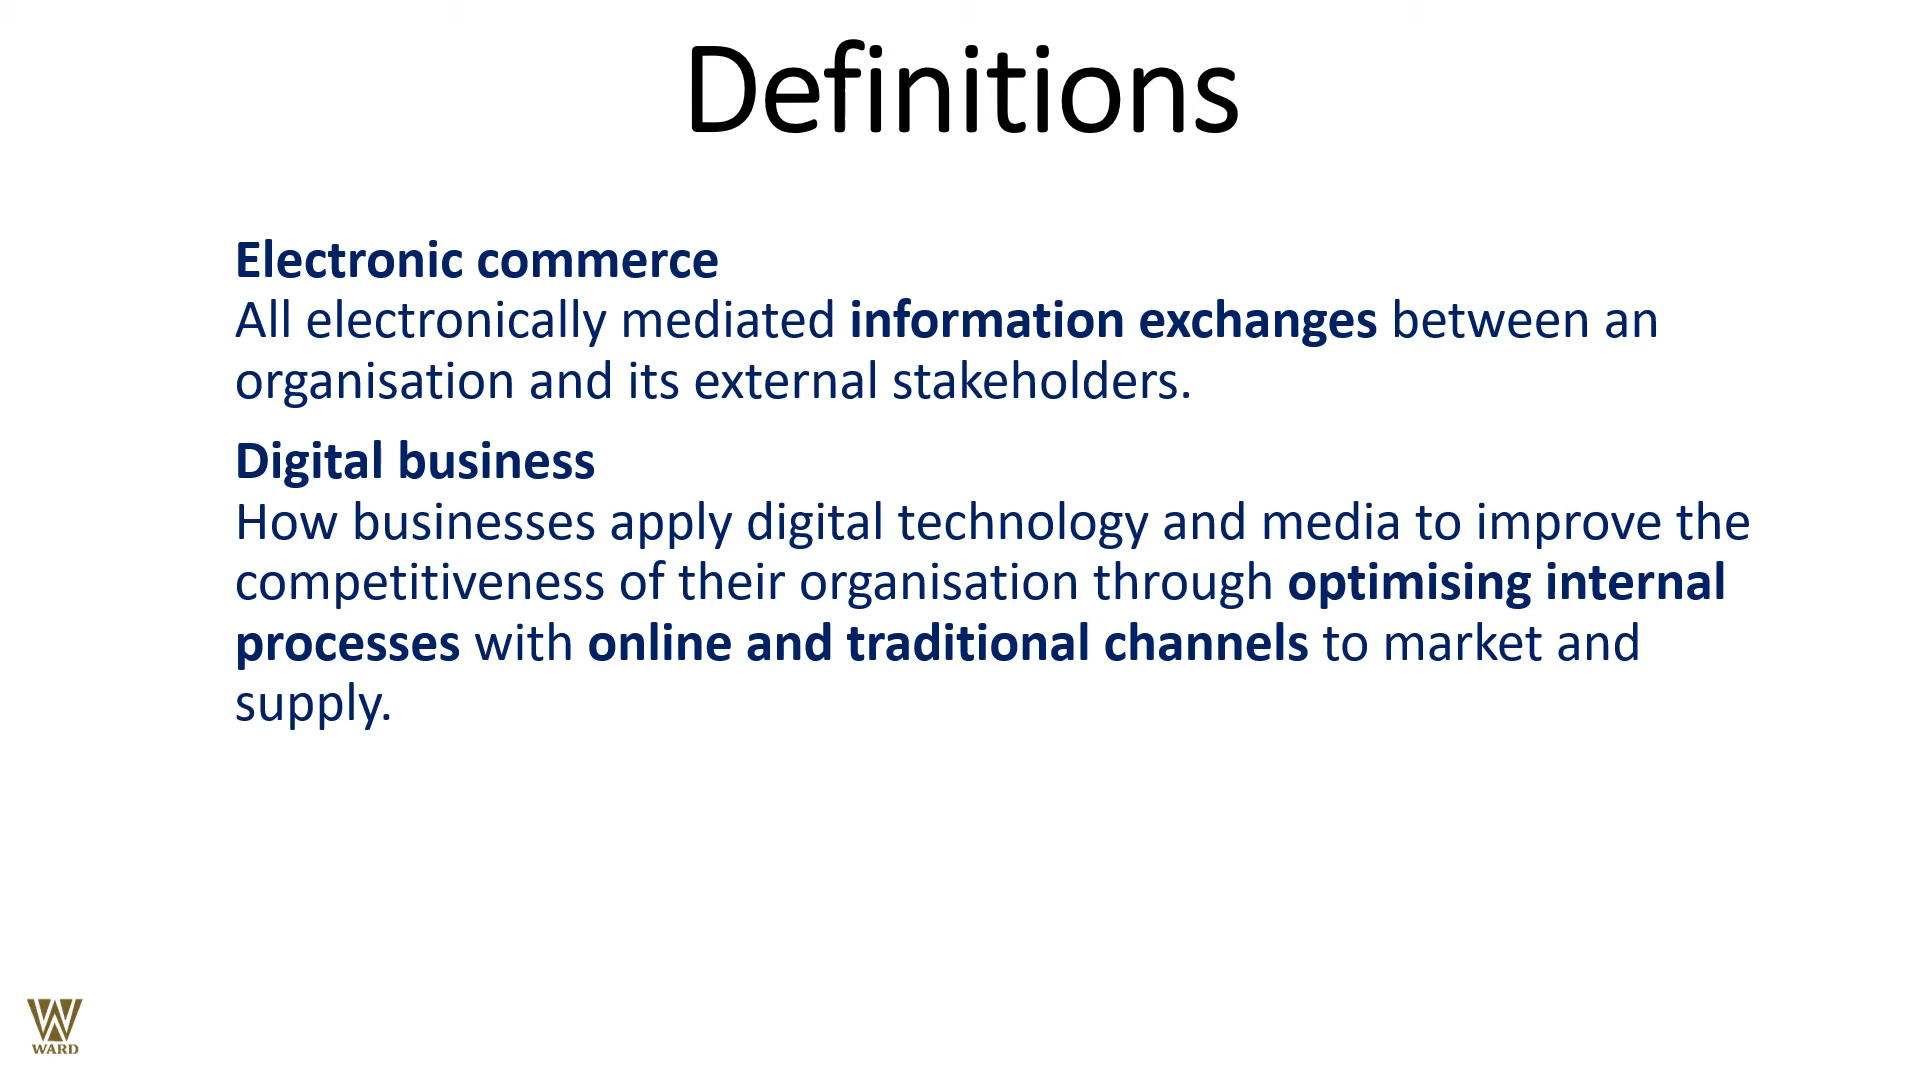 Definitions
Electronic commerce
All electronically mediated information exchanges between an
organisation and its external stakeholders.
Digital business
How businesses apply digital technology and media to improve the
competitiveness of their organisation through optimising internal
processes with online and traditional channels to market and
supply.
WARD